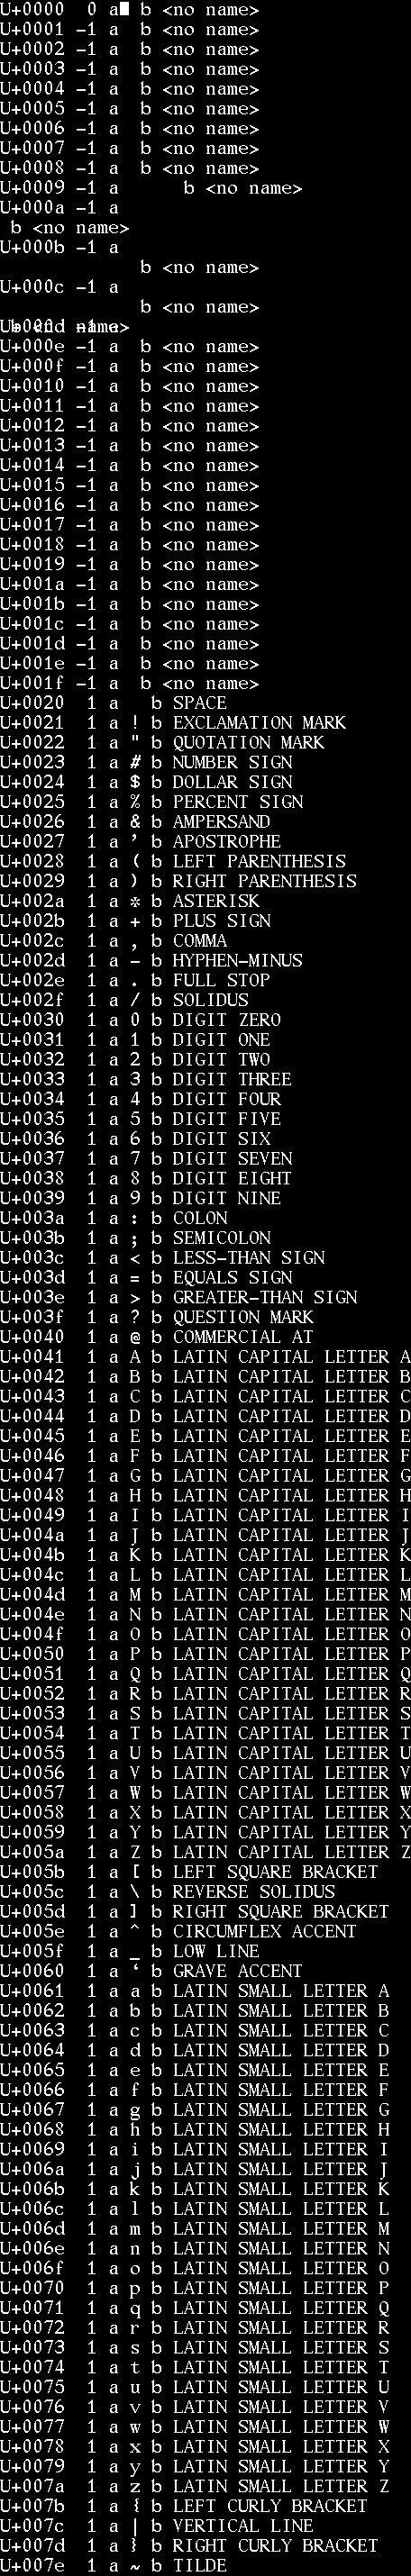 U+0000  0 a  b <no name>
U+0001 -1 a  b <no name>
U+0002 -1 a  b <no name>
U+0003 -1 a  b <no name>
U+0004 -1 a  b <no name>
U+0005 -1 a  b <no name>
U+0006 -1 a  b <no name>
U+0007 -1 a  b <no name>
U+0008 -1 a  b <no name>
U+0009 -1 a      b <no name>
U+000a -1 a
 b <no name>
U+000b -1 a
             b <no name>
U+000c -1 a
             b <no name>
name>
U+000e -1 a  b <no name>
U+000f -1 a  b <no name>
U+0010 -1 a  b <no name>
U+0011 -1 a  b <no name>
U+0012 -1 a  b <no name>
U+0013 -1 a  b <no name>
U+0014 -1 a  b <no name>
U+0015 -1 a  b <no name>
U+0016 -1 a  b <no name>
U+0017 -1 a  b <no name>
U+0018 -1 a  b <no name>
U+0019 -1 a  b <no name>
U+001a -1 a  b <no name>
U+001b -1 a  b <no name>
U+001c -1 a  b <no name>
U+001d -1 a  b <no name>
U+001e -1 a  b <no name>
U+001f -1 a  b <no name>
U+0020  1 a   b SPACE
U+0021  1 a ! b EXCLAMATION MARK
U+0022  1 a " b QUOTATION MARK
U+0023  1 a # b NUMBER SIGN
U+0024  1 a $ b DOLLAR SIGN
U+0025  1 a % b PERCENT SIGN
U+0026  1 a & b AMPERSAND
U+0027  1 a ' b APOSTROPHE
U+0028  1 a ( b LEFT PARENTHESIS
U+0029  1 a ) b RIGHT PARENTHESIS
U+002a  1 a * b ASTERISK
U+002b  1 a + b PLUS SIGN
U+002c  1 a , b COMMA
U+002d  1 a - b HYPHEN-MINUS
U+002e  1 a . b FULL STOP
U+002f  1 a / b SOLIDUS
U+0030  1 a 0 b DIGIT ZERO
U+0031  1 a 1 b DIGIT ONE
U+0032  1 a 2 b DIGIT TWO
U+0033  1 a 3 b DIGIT THREE
U+0034  1 a 4 b DIGIT FOUR
U+0035  1 a 5 b DIGIT FIVE
U+0036  1 a 6 b DIGIT SIX
U+0037  1 a 7 b DIGIT SEVEN
U+0038  1 a 8 b DIGIT EIGHT
U+0039  1 a 9 b DIGIT NINE
U+003a  1 a : b COLON
U+003b  1 a ; b SEMICOLON
U+003c  1 a < b LESS-THAN SIGN
U+003d  1 a = b EQUALS SIGN
U+003e  1 a > b GREATER-THAN SIGN
U+003f  1 a ? b QUESTION MARK
U+0040  1 a @ b COMMERCIAL AT
U+0041  1 a A b LATIN CAPITAL LETTER A
U+0042  1 a B b LATIN CAPITAL LETTER B
U+0043  1 a C b LATIN CAPITAL LETTER C
U+0044  1 a D b LATIN CAPITAL LETTER D
U+0045  1 a E b LATIN CAPITAL LETTER E
U+0046  1 a F b LATIN CAPITAL LETTER F
U+0047  1 a G b LATIN CAPITAL LETTER G
U+0048  1 a H b LATIN CAPITAL LETTER H
U+0049  1 a I b LATIN CAPITAL LETTER I
U+004a  1 a J b LATIN CAPITAL LETTER J
U+004b  1 a K b LATIN CAPITAL LETTER K
U+004c  1 a L b LATIN CAPITAL LETTER L
U+004d  1 a M b LATIN CAPITAL LETTER M
U+004e  1 a N b LATIN CAPITAL LETTER N
U+004f  1 a O b LATIN CAPITAL LETTER O
U+0050  1 a P b LATIN CAPITAL LETTER P
U+0051  1 a Q b LATIN CAPITAL LETTER Q
U+0052  1 a R b LATIN CAPITAL LETTER R
U+0053  1 a S b LATIN CAPITAL LETTER S
U+0054  1 a T b LATIN CAPITAL LETTER T
U+0055  1 a U b LATIN CAPITAL LETTER U
U+0056  1 a V b LATIN CAPITAL LETTER V
U+0057  1 a W b LATIN CAPITAL LETTER W
U+0058  1 a X b LATIN CAPITAL LETTER X
U+0059  1 a Y b LATIN CAPITAL LETTER Y
U+005a  1 a Z b LATIN CAPITAL LETTER Z
U+005b  1 a [ b LEFT SQUARE BRACKET
U+005c  1 a \ b REVERSE SOLIDUS
U+005d  1 a ] b RIGHT SQUARE BRACKET
U+005e  1 a ^ b CIRCUMFLEX ACCENT
U+005f  1 a _ b LOW LINE
U+0060  1 a ‘ b GRAVE ACCENT
U+0061  1 a a b LATIN SMALL LETTER A
U+0062  1 a b b LATIN SMALL LETTER B
U+0063  1 a c b LATIN SMALL LETTER C
U+0064  1 a d b LATIN SMALL LETTER D
U+0065  1 a e b LATIN SMALL LETTER E
U+0066  1 a f b LATIN SMALL LETTER F
U+0067  1 a g b LATIN SMALL LETTER G
U+0068  1 a h b LATIN SMALL LETTER H
U+0069  1 a i b LATIN SMALL LETTER I
U+006a  1 a j b LATIN SMALL LETTER J
U+006b  1 a k b LATIN SMALL LETTER K
U+006c  1 a l b LATIN SMALL LETTER L
U+006d  1 a m b LATIN SMALL LETTER M
U+006e  1 a n b LATIN SMALL LETTER N
U+006f  1 a o b LATIN SMALL LETTER O
U+0070  1 a p b LATIN SMALL LETTER P
U+0071  1 a q b LATIN SMALL LETTER Q
U+0072  1 a r b LATIN SMALL LETTER R
U+0073  1 a s b LATIN SMALL LETTER S
U+0074  1 a t b LATIN SMALL LETTER T
U+0075  1 a u b LATIN SMALL LETTER U
U+0076  1 a v b LATIN SMALL LETTER V
U+0077  1 a w b LATIN SMALL LETTER W
U+0078  1 a x b LATIN SMALL LETTER X
U+0079  1 a y b LATIN SMALL LETTER Y
U+007a  1 a z b LATIN SMALL LETTER Z
U+007b  1 a { b LEFT CURLY BRACKET
U+007c  1 a | b VERTICAL LINE
U+007d  1 a } b RIGHT CURLY BRACKET
U+007e  1 a ~ b TILDE